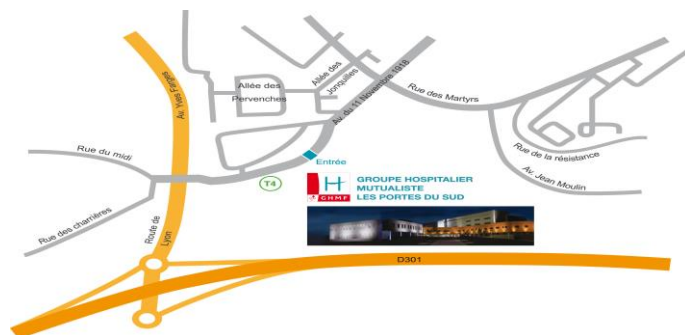 Av. Yves Farges
Allée des
Pervenches
Allée des
Jonquilles
Av. du 11 Novembre 1918
Rue des Martyrs
Rue du midi
Entrée
T4
Rue de la résistance
Av. Jean Moulin
Rue des charrières
Route de
Lyon
H
GHMF
GROUPE HOSPITALIER
MUTUALISTE
LES PORTES DU SUD
D301